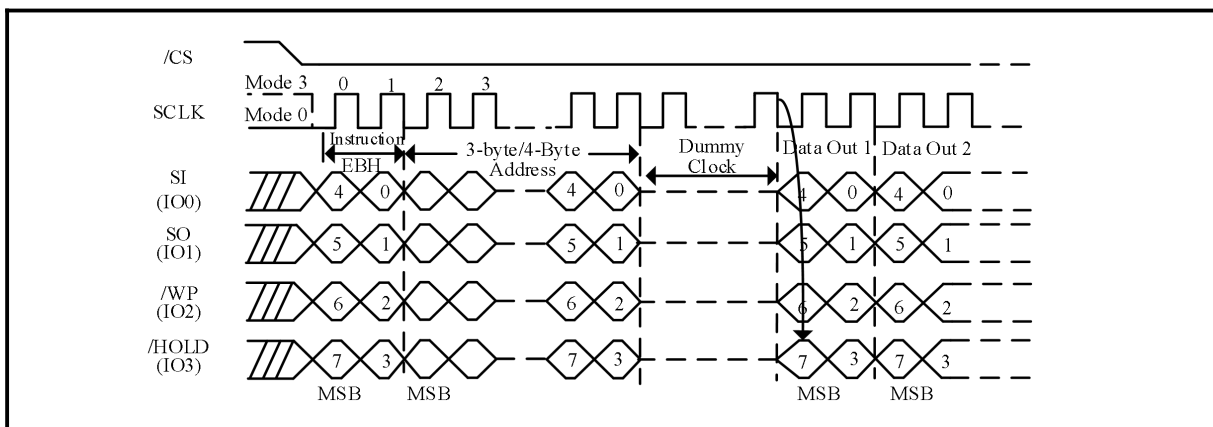 /CS
Mode 3 0 1 2 3
SCLK
Mode 0
Instruction
EBH
3-byte/4-Byte
Address
Dummy
Clock
Data Out 1
Data Out 2
SI
(IO0)
4 0 4 0 4 0 4 0
SO
(IO1)
5 1 5 1 5 1 5 1
/WP
(IO2)
6 2 6 2 6 2 6 2
/HOLD
(IO3)
7 3 7 3 7 3 7 3
MSB MSB MSB MSB